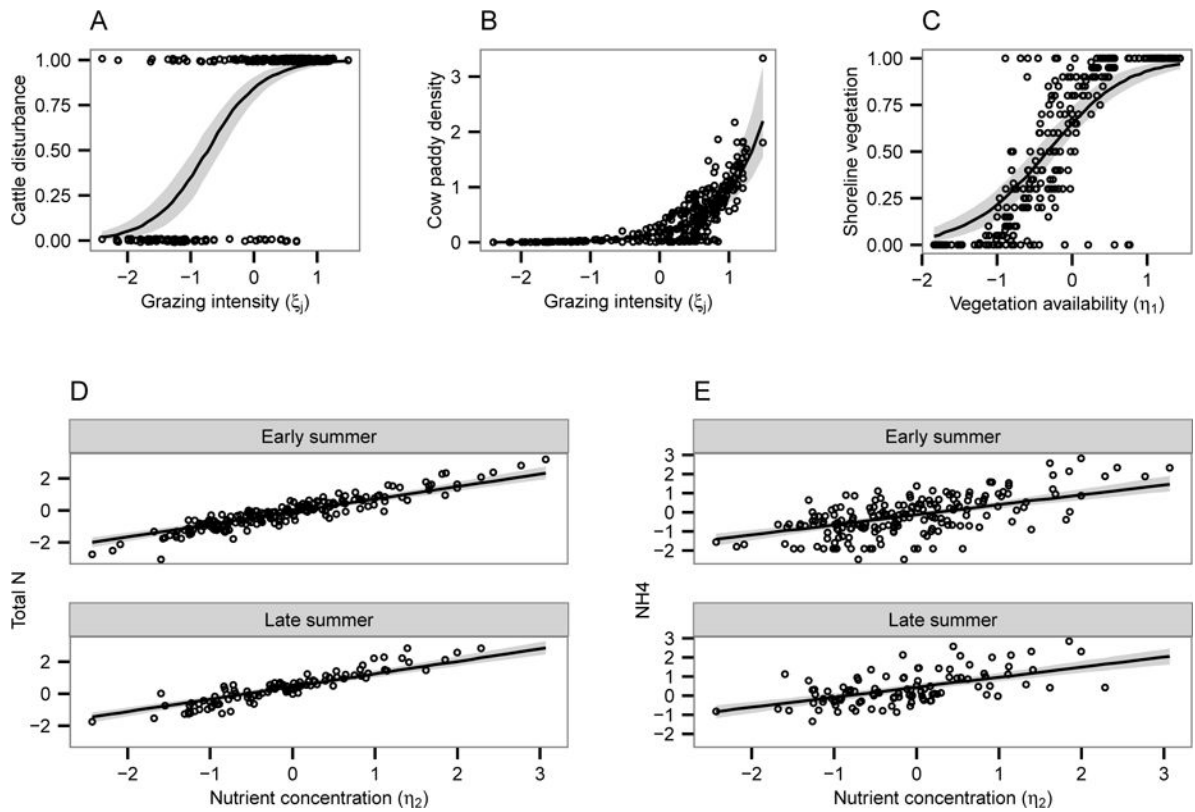 A
Cattle disturbance
1.00
0.75
0.50
0.25
0.00
−2 −1 0 1
Grazing intensity (ξj)
B
Cow paddy density
3
2
1
0
−2 −1 0 1
Grazing intensity (ξj)
C
Shoreline vegetation
1.00
0.75
0.50
0.25
0.00
−2 −1 0 1
Vegetation availability (η1)
D
Total N
Early summer
2
0
−2
Late summer
2
0
−2
−2 −1 0 1 2 3
Nutrient concentration (η2)
E
NH4
Early summer
3
2
1
0
−1
−2
Late summer
3
2
1
0
−1
−2
−2 −1 0 1 2 3
Nutrient concentration (η2)